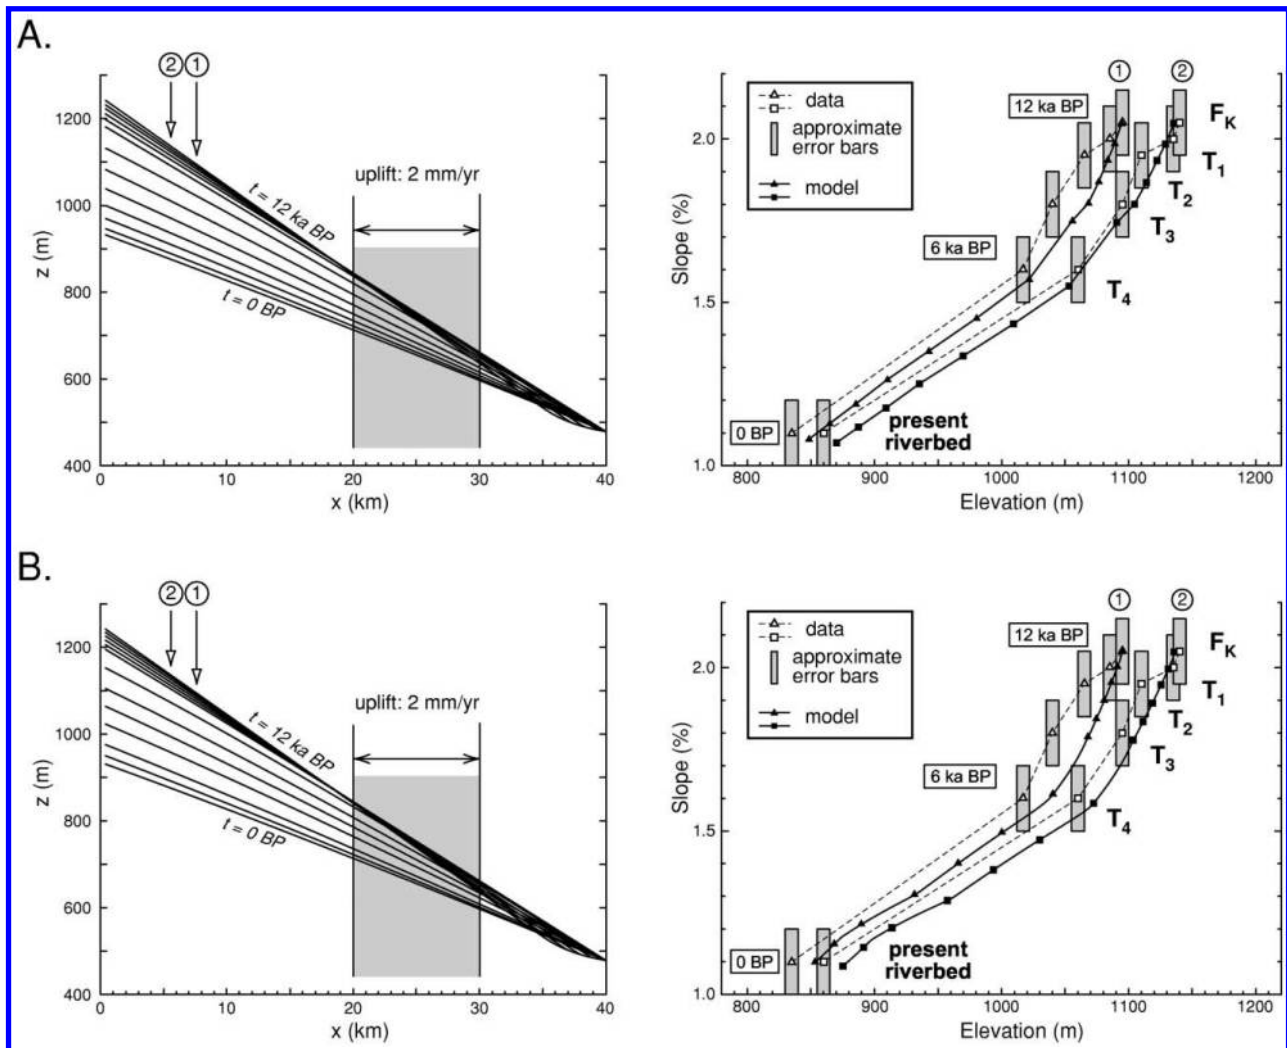 A.
② ①
1200
1000
800
600
400
z (m)
t = 12 ka BP
t = 0 BP
uplift: 2 mm/yr
0 10 20 30 40
x (km)
① ②
data
approximate
error bars
model
12 ka BP
6 ka BP
0 BP
F_K
T_1
T_2
T_3
T_4
present
riverbed
2.0
1.5
1.0
Slope (%)
800 900 1000 1100 1200
Elevation (m)
B.
② ①
1200
1000
800
600
400
z (m)
t = 12 ka BP
t = 0 BP
uplift: 2 mm/yr
0 10 20 30 40
x (km)
① ②
data
approximate
error bars
model
12 ka BP
6 ka BP
0 BP
F_K
T_1
T_2
T_3
T_4
present
riverbed
2.0
1.5
1.0
Slope (%)
800 900 1000 1100 1200
Elevation (m)